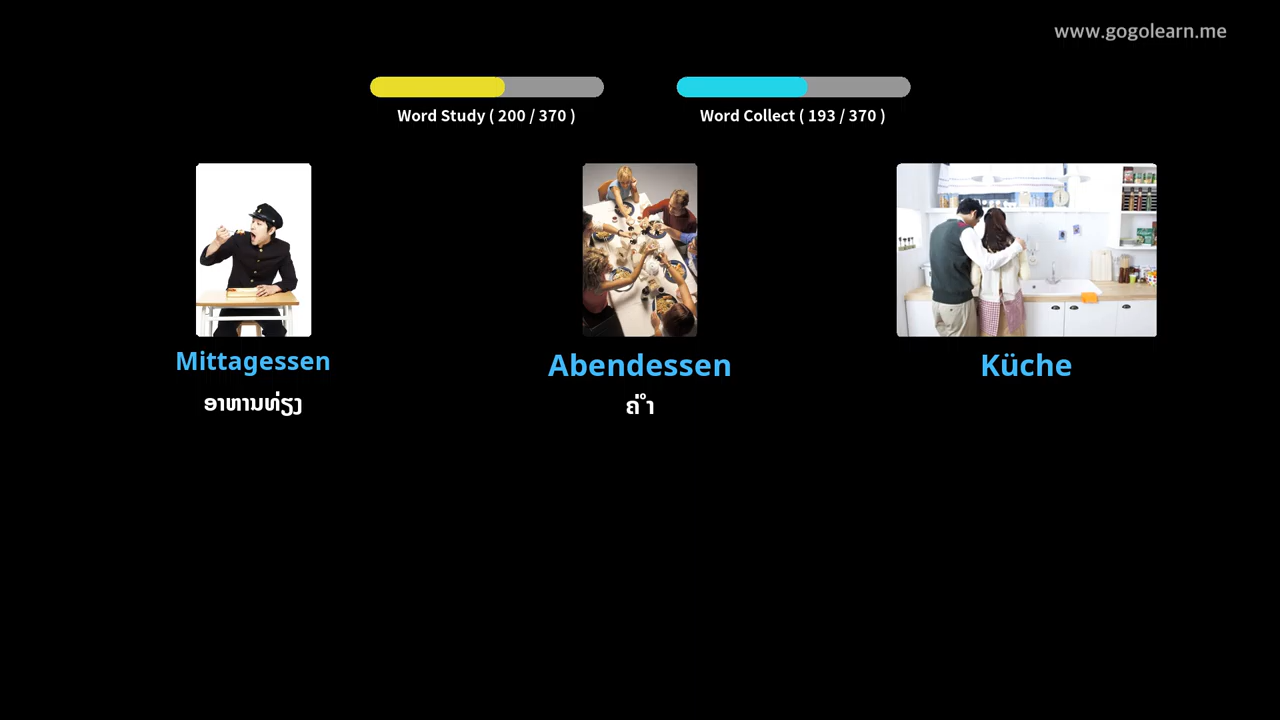 www.gogolearn.me
Word Study ( 200 / 370 )
Word Collect ( 193 / 370 )
Mittagessen
ອາຫານທ່ຽງ
Abendessen
ຄ່ໍາ
Küche